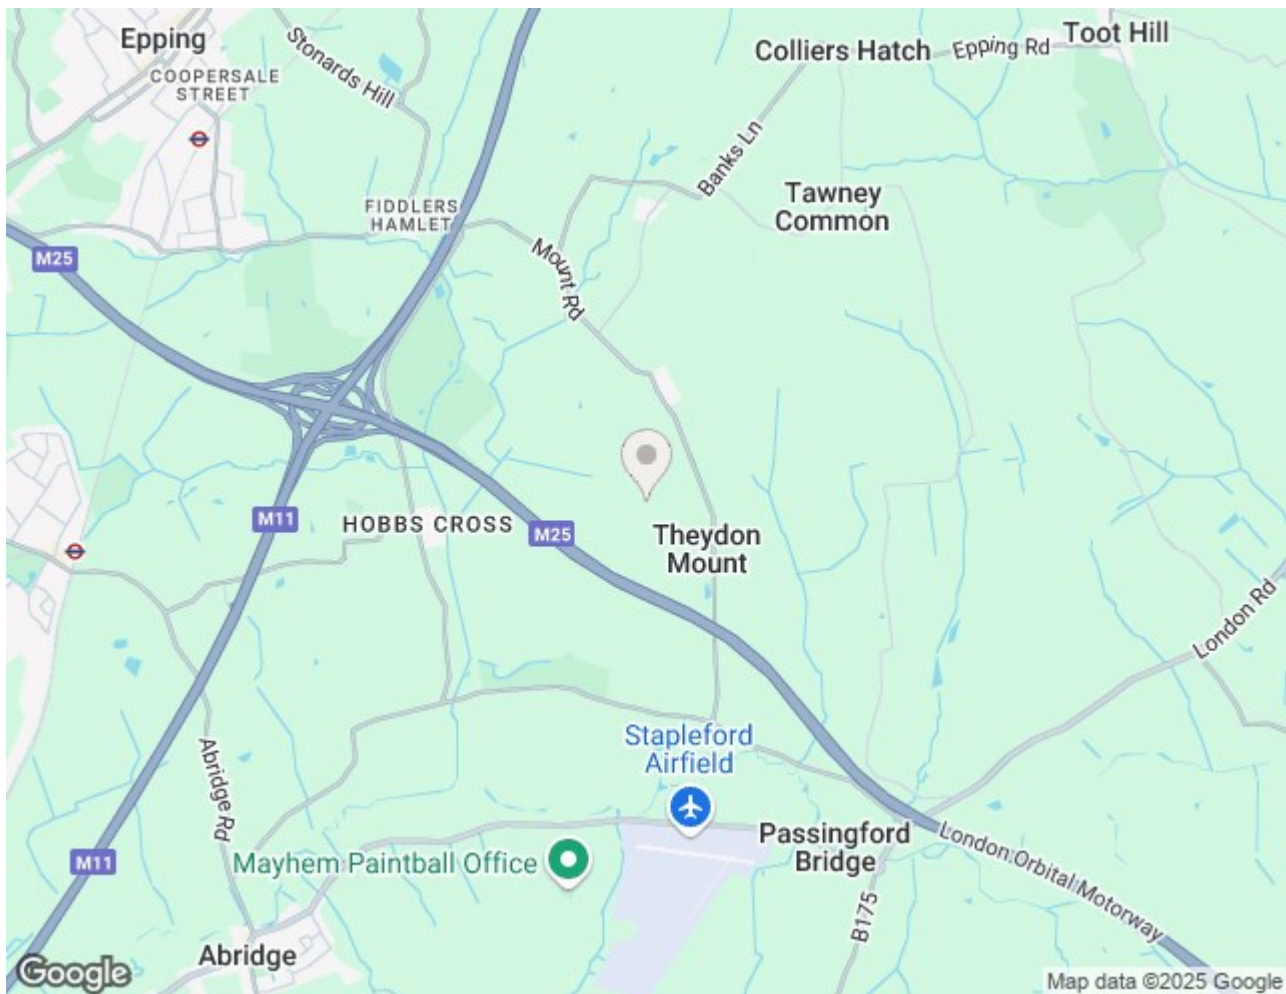 Epping
COOPERSALE
STREET
Stonards Hill
Colliers Hatch
Epping Rd
Toot Hill
Banks Ln
Tawney
Common
FIDDLERS
HAMLET
M25
Mount Rd
M11
HOBBS CROSS
M25
Theydon
Mount
London Rd
Stapleford
Airfield
Abridge Rd
M11
Mayhem Paintball Office
Passingford
Bridge
London Orbital Motorway
B175
Abridge
Google
Map data ©2025 Google